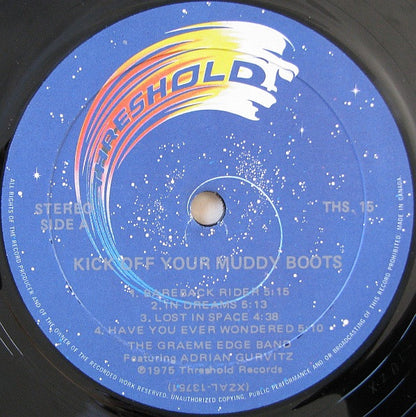 THRESHOLD
STEREO
SIDE A
THS. 15
KICK OFF YOUR MUDDY BOOTS
1. BAREBACK RIDER 5:15
2. IN DREAMS 5:13
3. LOST IN SPACE 4:38
4. HAVE YOU EVER WONDERED 5:10
THE GRAEME EDGE BAND
Featuring ADRIAN GURVITZ
℗1975 Threshold Records
(XZAL-13761)
ALL RIGHTS OF THE RECORD PRODUCER AND OF THE OWNER OF THE RECORDED WORK RESERVED. UNAUTHORIZED COPYING, PUBLIC PERFORMANCE AND OR BROADCASTING OF THIS RECORD PROHIBITED. MADE IN CANADA.